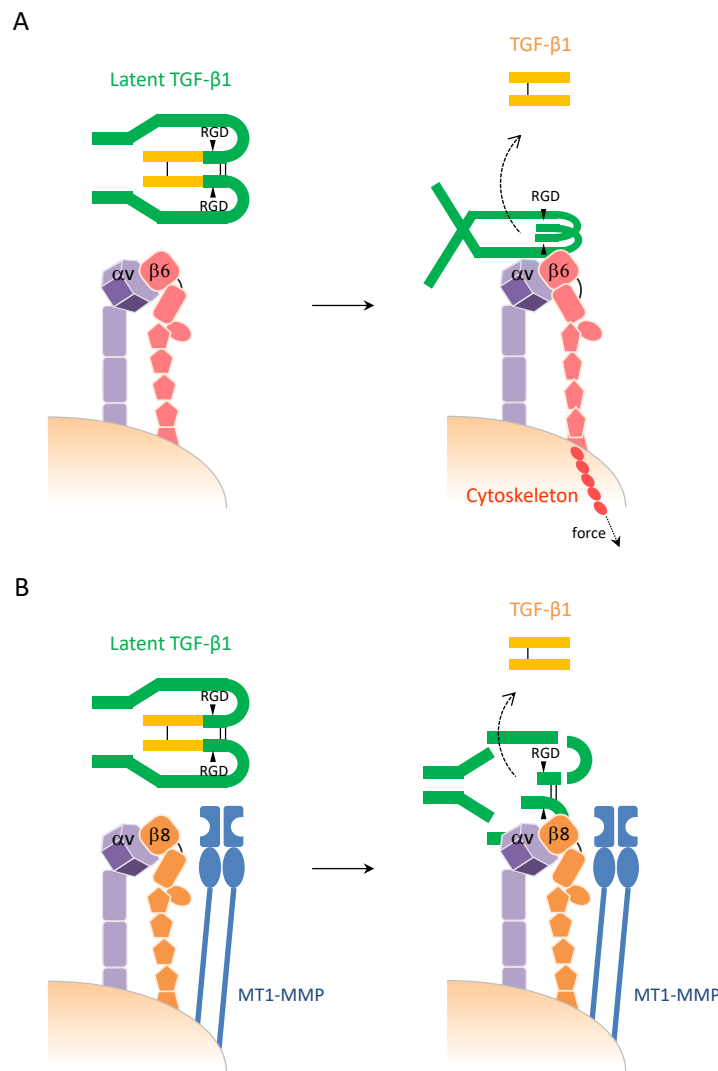 A
TGF-β1
Latent TGF-β1
RGD
RGD
RGD
αv
β6
αv
β6
Cytoskeleton
force
B
TGF-β1
Latent TGF-β1
RGD
RGD
RGD
αv
β8
αv
β8
MT1-MMP
MT1-MMP